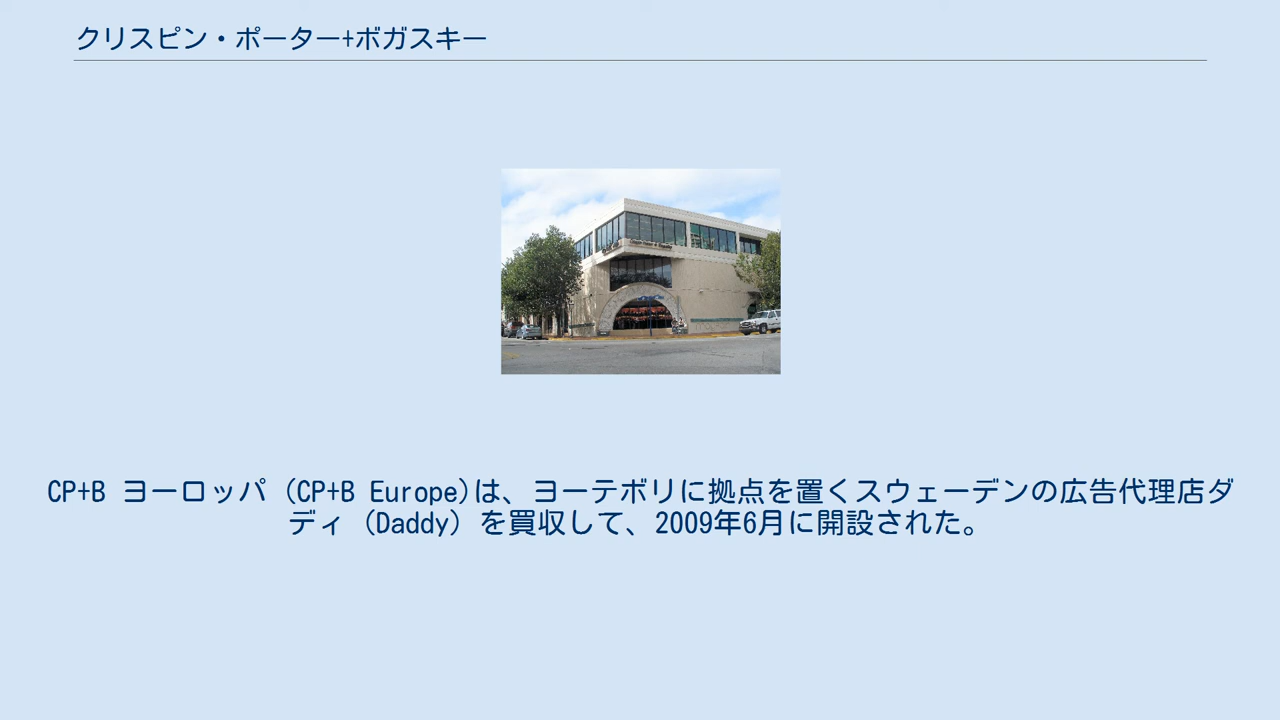 クリスピン・ポーター+ボガスキー
CP+B ヨーロッパ (CP+B Europe)は、ヨーテボリに拠点を置くスウェーデンの広告代理店ダ
ディ（Daddy）を買収して、2009年6月に開設された。